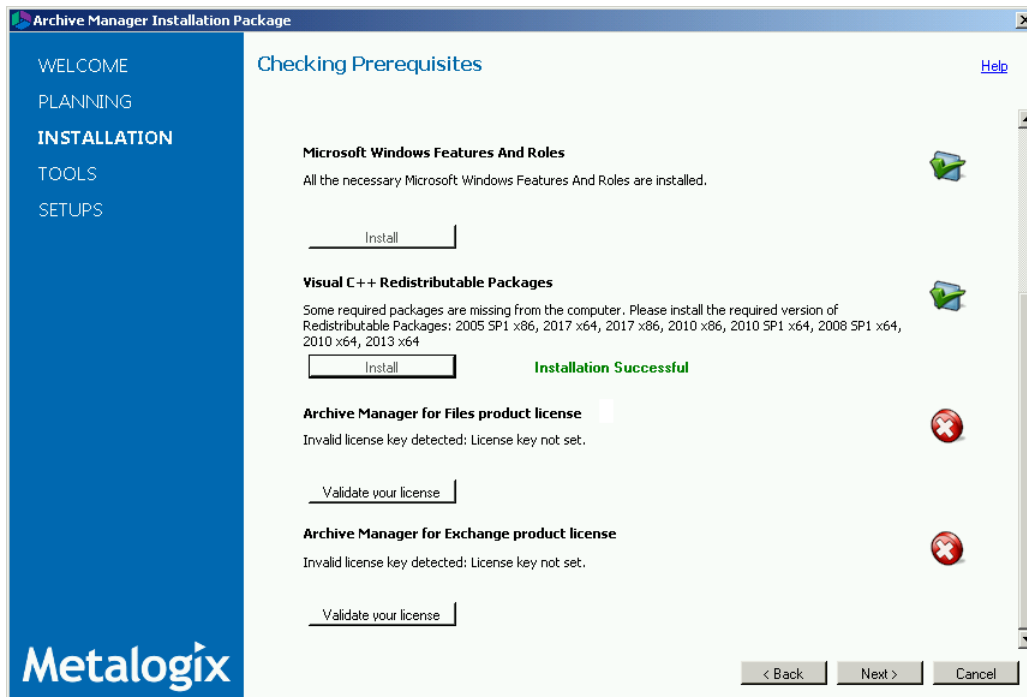 Archive Manager Installation Package
WELCOME
PLANNING
INSTALLATION
TOOLS
SETUPS
Metalogix
Checking Prerequisites
Help
Microsoft Windows Features And Roles
All the necessary Microsoft Windows Features And Roles are installed.
Install
Visual C++ Redistributable Packages
Some required packages are missing from the computer. Please install the required version of
Redistributable Packages: 2005 SP1 x86, 2017 x64, 2017 x86, 2010 x86, 2010 SP1 x64, 2008 SP1 x64,
2010 x64, 2013 x64
Install
Installation Successful
Archive Manager for Files product license
Invalid license key detected: License key not set.
Validate your license
Archive Manager for Exchange product license
Invalid license key detected: License key not set.
Validate your license
< Back
Next >
Cancel